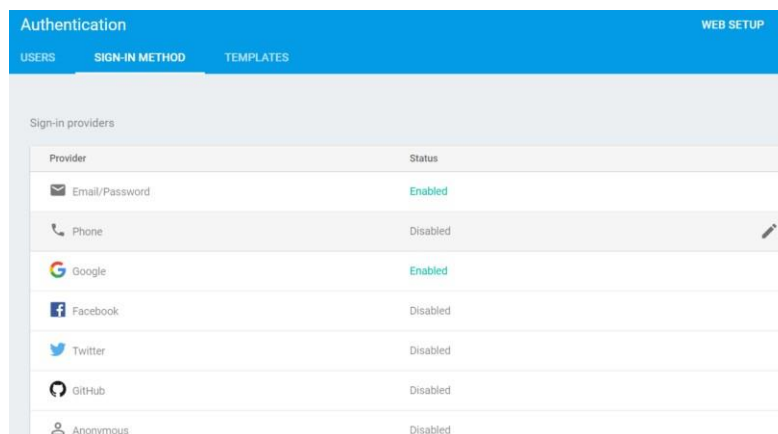 Authentication WEB SETUP
USERS SIGN-IN METHOD TEMPLATES
Sign-in providers
Provider Status
Email/Password Enabled
Phone Disabled
Google Enabled
Facebook Disabled
Twitter Disabled
GitHub Disabled
Anonymous Disabled